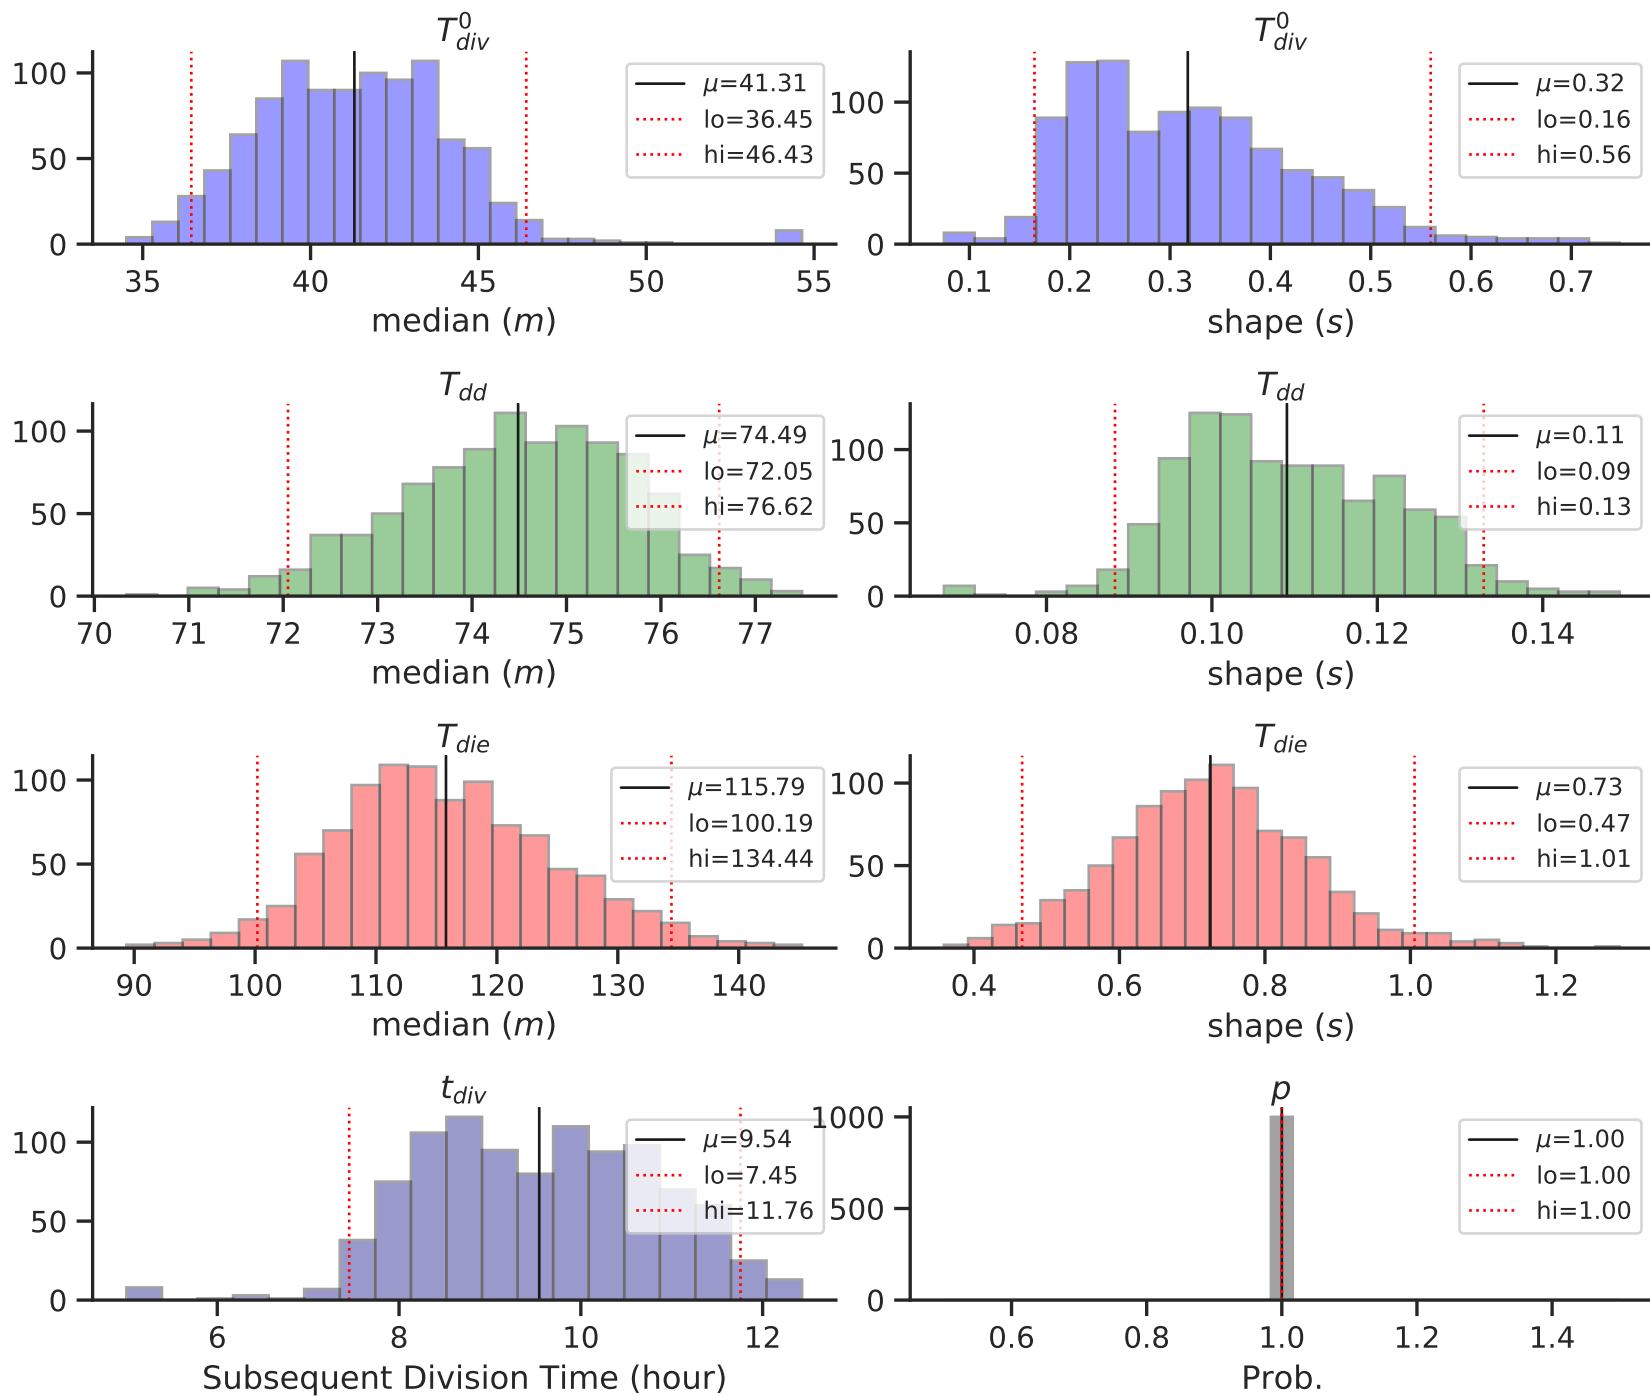 T⁰div
100
50
0
35 40 45 50 55
median (m)
μ=41.31
lo=36.45
hi=46.43
T⁰div
100
50
0
0.1 0.2 0.3 0.4 0.5 0.6 0.7
shape (s)
μ=0.32
lo=0.16
hi=0.56
Tdd
100
50
0
70 71 72 73 74 75 76 77
median (m)
μ=74.49
lo=72.05
hi=76.62
Tdd
100
50
0
0.08 0.10 0.12 0.14
shape (s)
μ=0.11
lo=0.09
hi=0.13
Tdie
100
50
0
90 100 110 120 130 140
median (m)
μ=115.79
lo=100.19
hi=134.44
Tdie
100
50
0
0.4 0.6 0.8 1.0 1.2
shape (s)
μ=0.73
lo=0.47
hi=1.01
tdiv
100
50
0
6 8 10 12
Subsequent Division Time (hour)
μ=9.54
lo=7.45
hi=11.76
p
1000
500
0
0.6 0.8 1.0 1.2 1.4
Prob.
μ=1.00
lo=1.00
hi=1.00